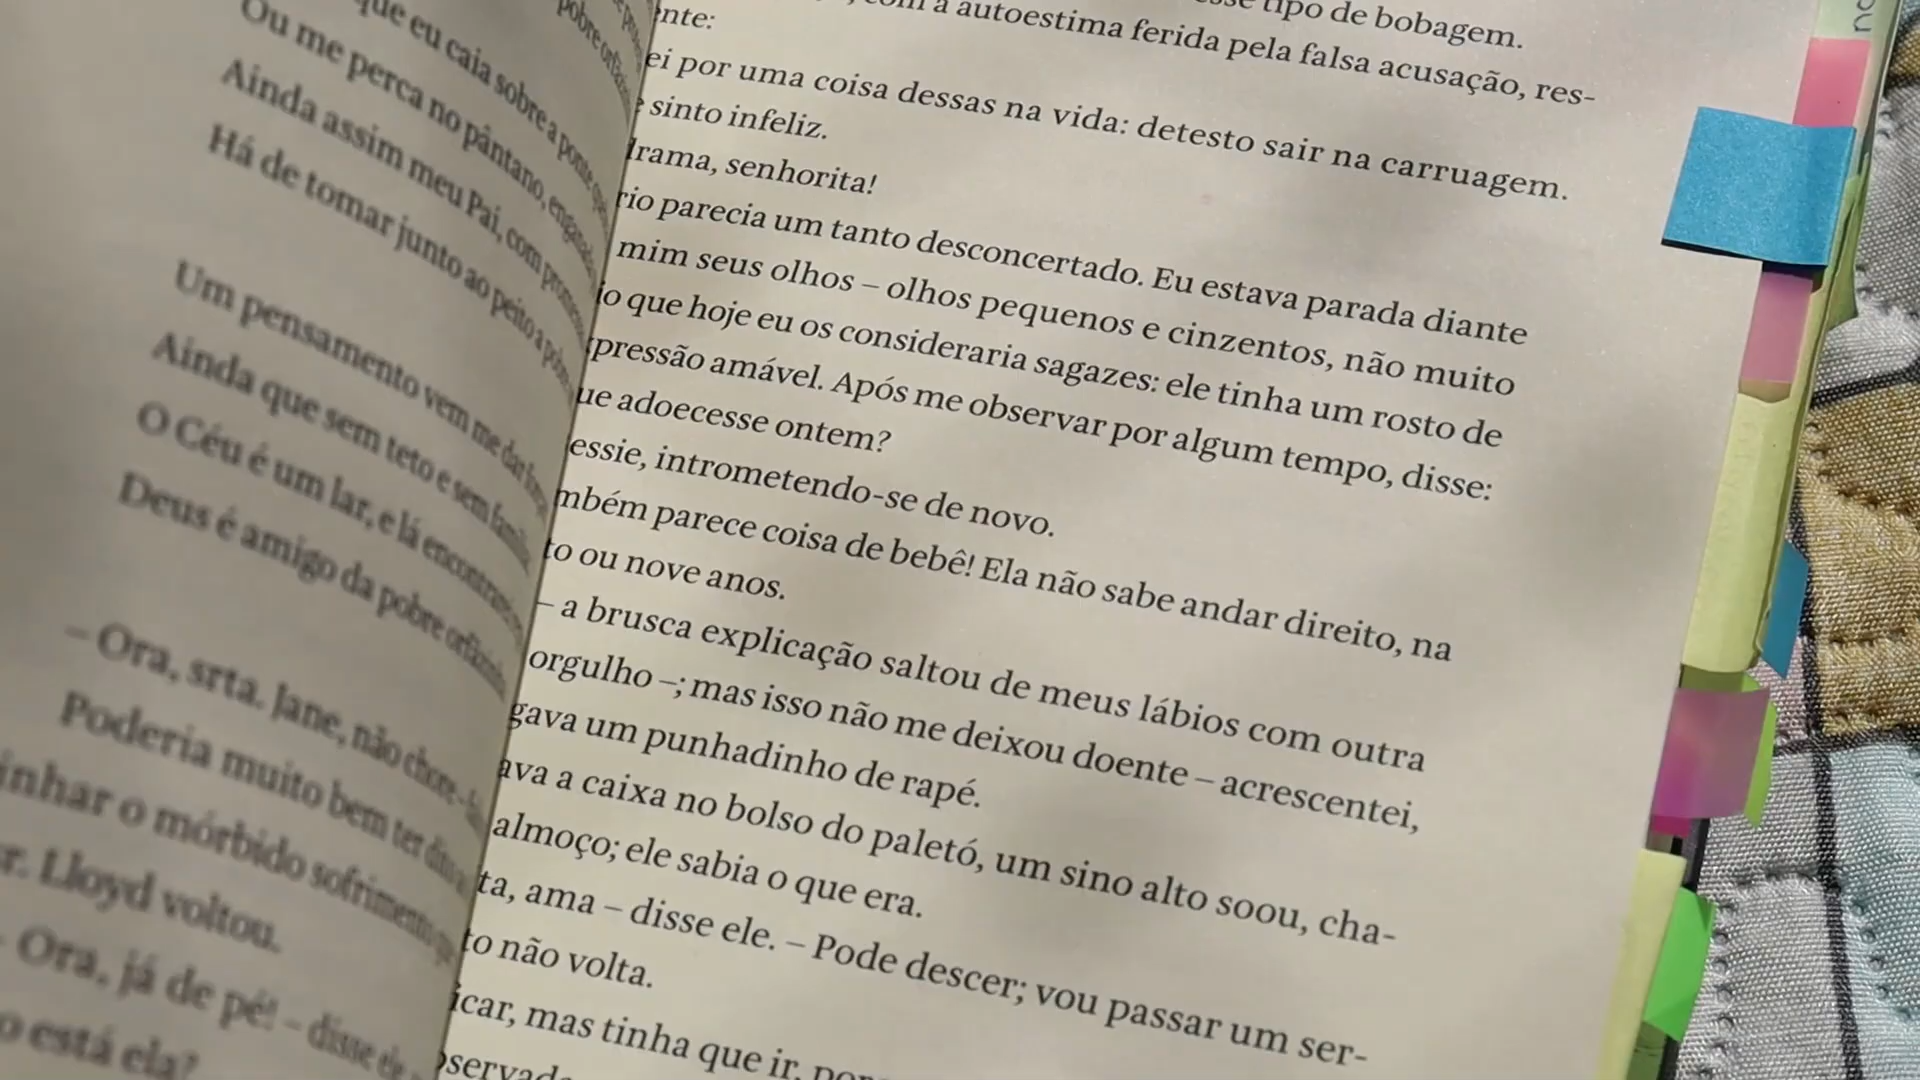 que eu caia sobre a ponte que
Ou me perca no pântano, enganado
Ainda assim meu Pai, com
Há de tomar junto ao peito a pobre
Um pensamento vem me dar força
Ainda que sem teto e sem família
O Céu é um lar, e lá
Deus é amigo da pobre orfãzinha
– Ora, srta. Jane, não chore –
Poderia muito bem ter dito
inhar o mórbido sofrimento
r. Lloyd voltou.
– Ora, já de pé! – disse ele
o está ela?
esse tipo de bobagem.
com a autoestima ferida pela falsa acusação, res-
nte:
ei por uma coisa dessas na vida: detesto sair na carruagem.
e sinto infeliz.
drama, senhorita!
rio parecia um tanto desconcertado. Eu estava parada diante
mim seus olhos – olhos pequenos e cinzentos, não muito
io que hoje eu os consideraria sagazes: ele tinha um rosto de
pressão amável. Após me observar por algum tempo, disse:
ue adoecesse ontem?
essie, intrometendo-se de novo.
mbém parece coisa de bebê! Ela não sabe andar direito, na
to ou nove anos.
– a brusca explicação saltou de meus lábios com outra
orgulho –; mas isso não me deixou doente – acrescentei,
gava um punhadinho de rapé.
ava a caixa no bolso do paletó, um sino alto soou, cha-
almoço; ele sabia o que era.
ta, ama – disse ele. – Pode descer; vou passar um ser-
to não volta.
icar, mas tinha que ir, por